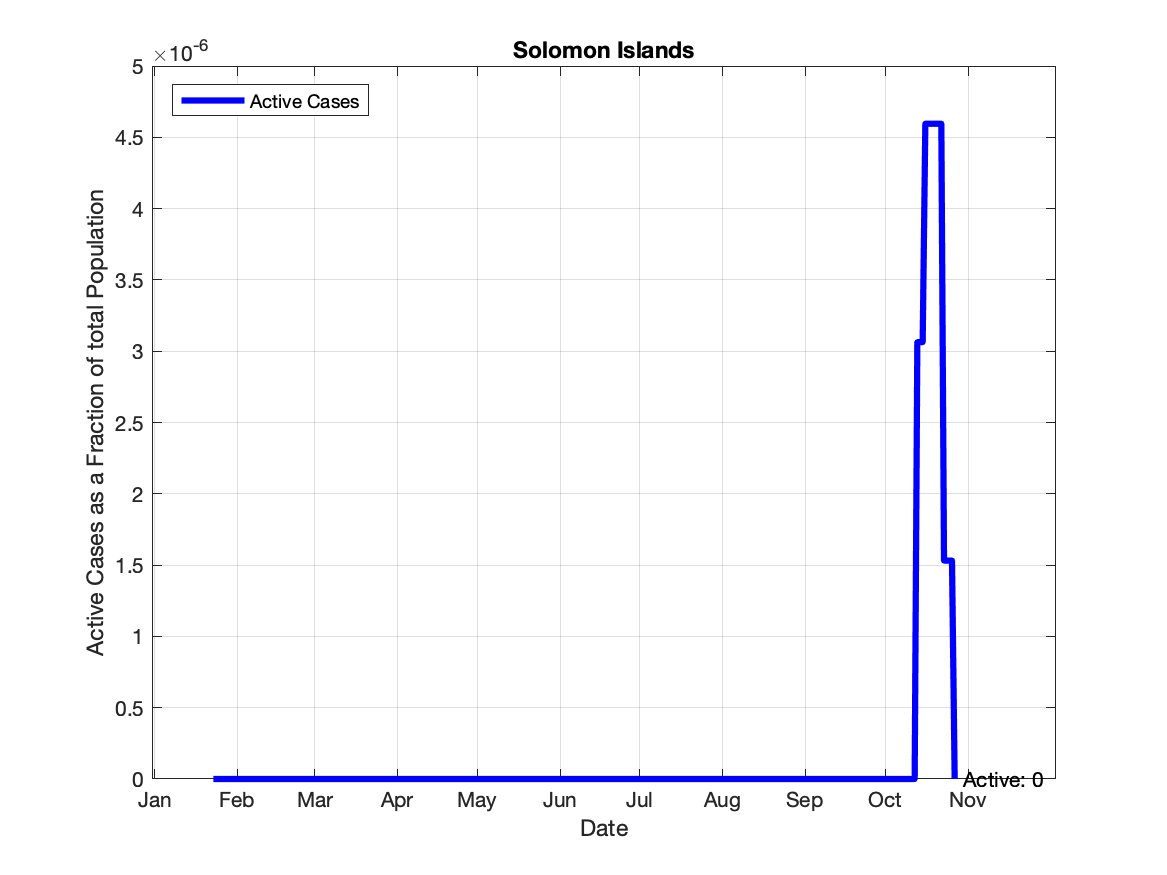 Solomon Islands
×10-6
Active Cases
5
4.5
4
3.5
3
2.5
2
1.5
1
0.5
0
Active Cases as a Fraction of total Population
Active: 0
Jan Feb Mar Apr May Jun Jul Aug Sep Oct Nov
Date